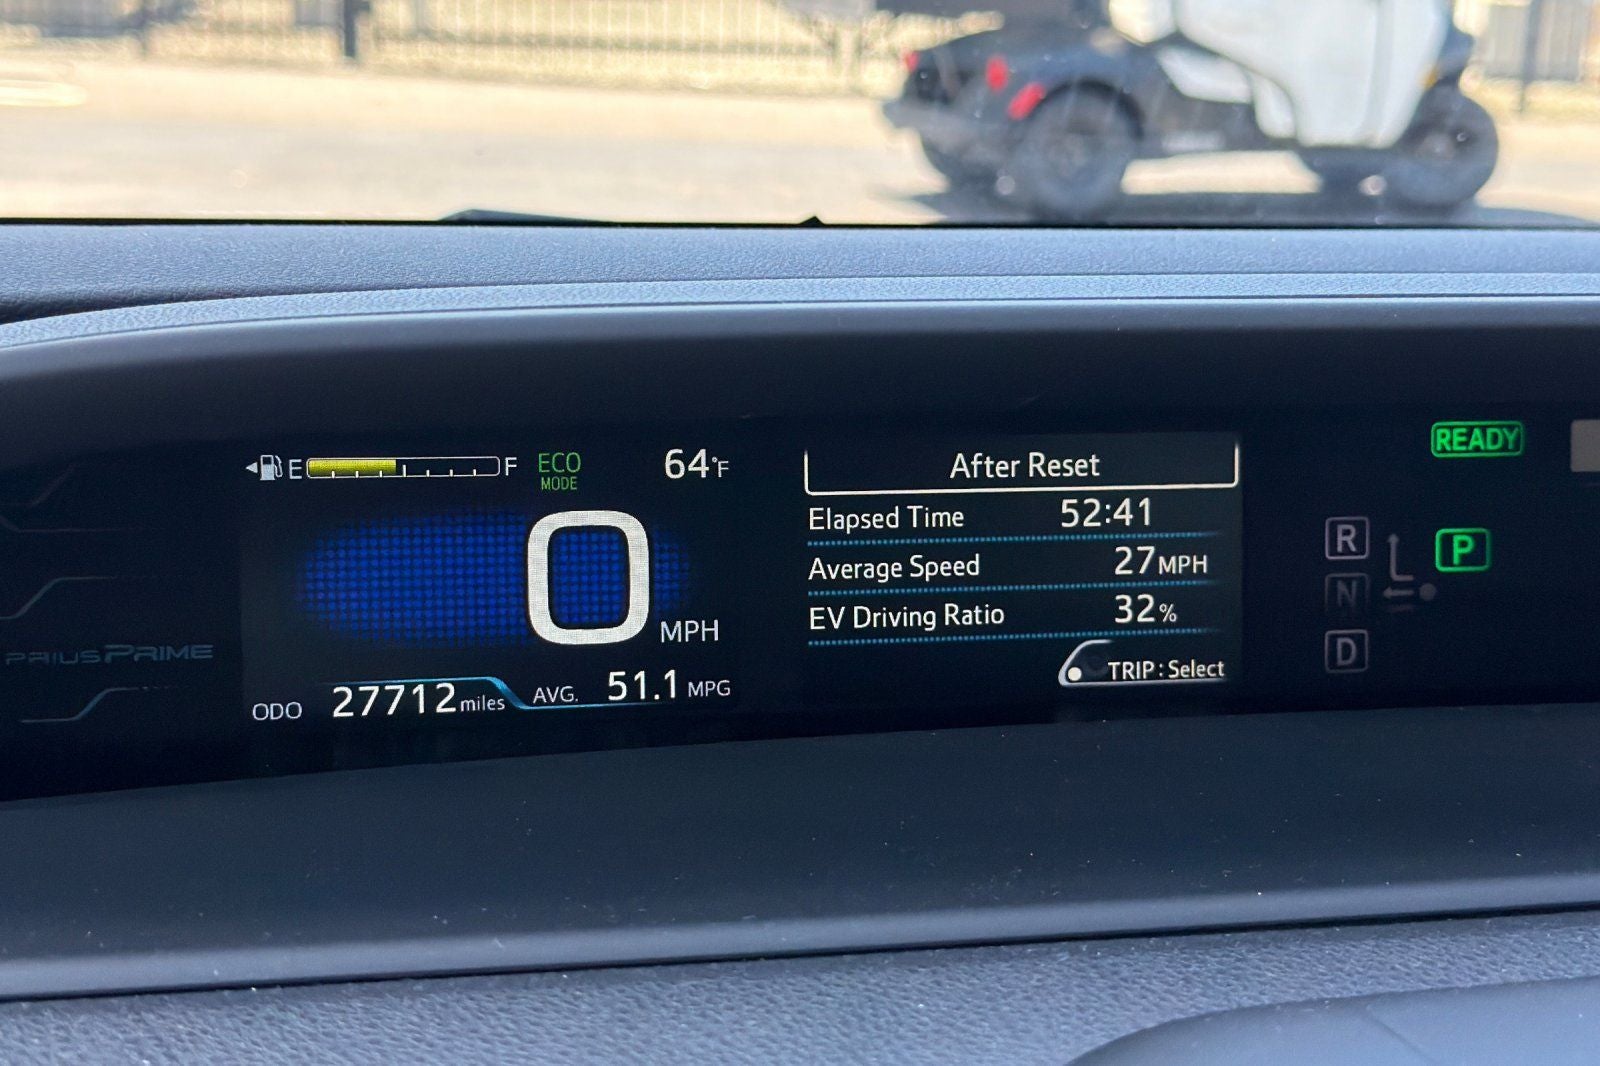 E F ECO MODE 64°F
0 MPH
ODO 27712 miles AVG. 51.1 MPG
PRIUS PRIME
After Reset
Elapsed Time 52:41
Average Speed 27 MPH
EV Driving Ratio 32 %
TRIP : Select
READY
R P
N
D